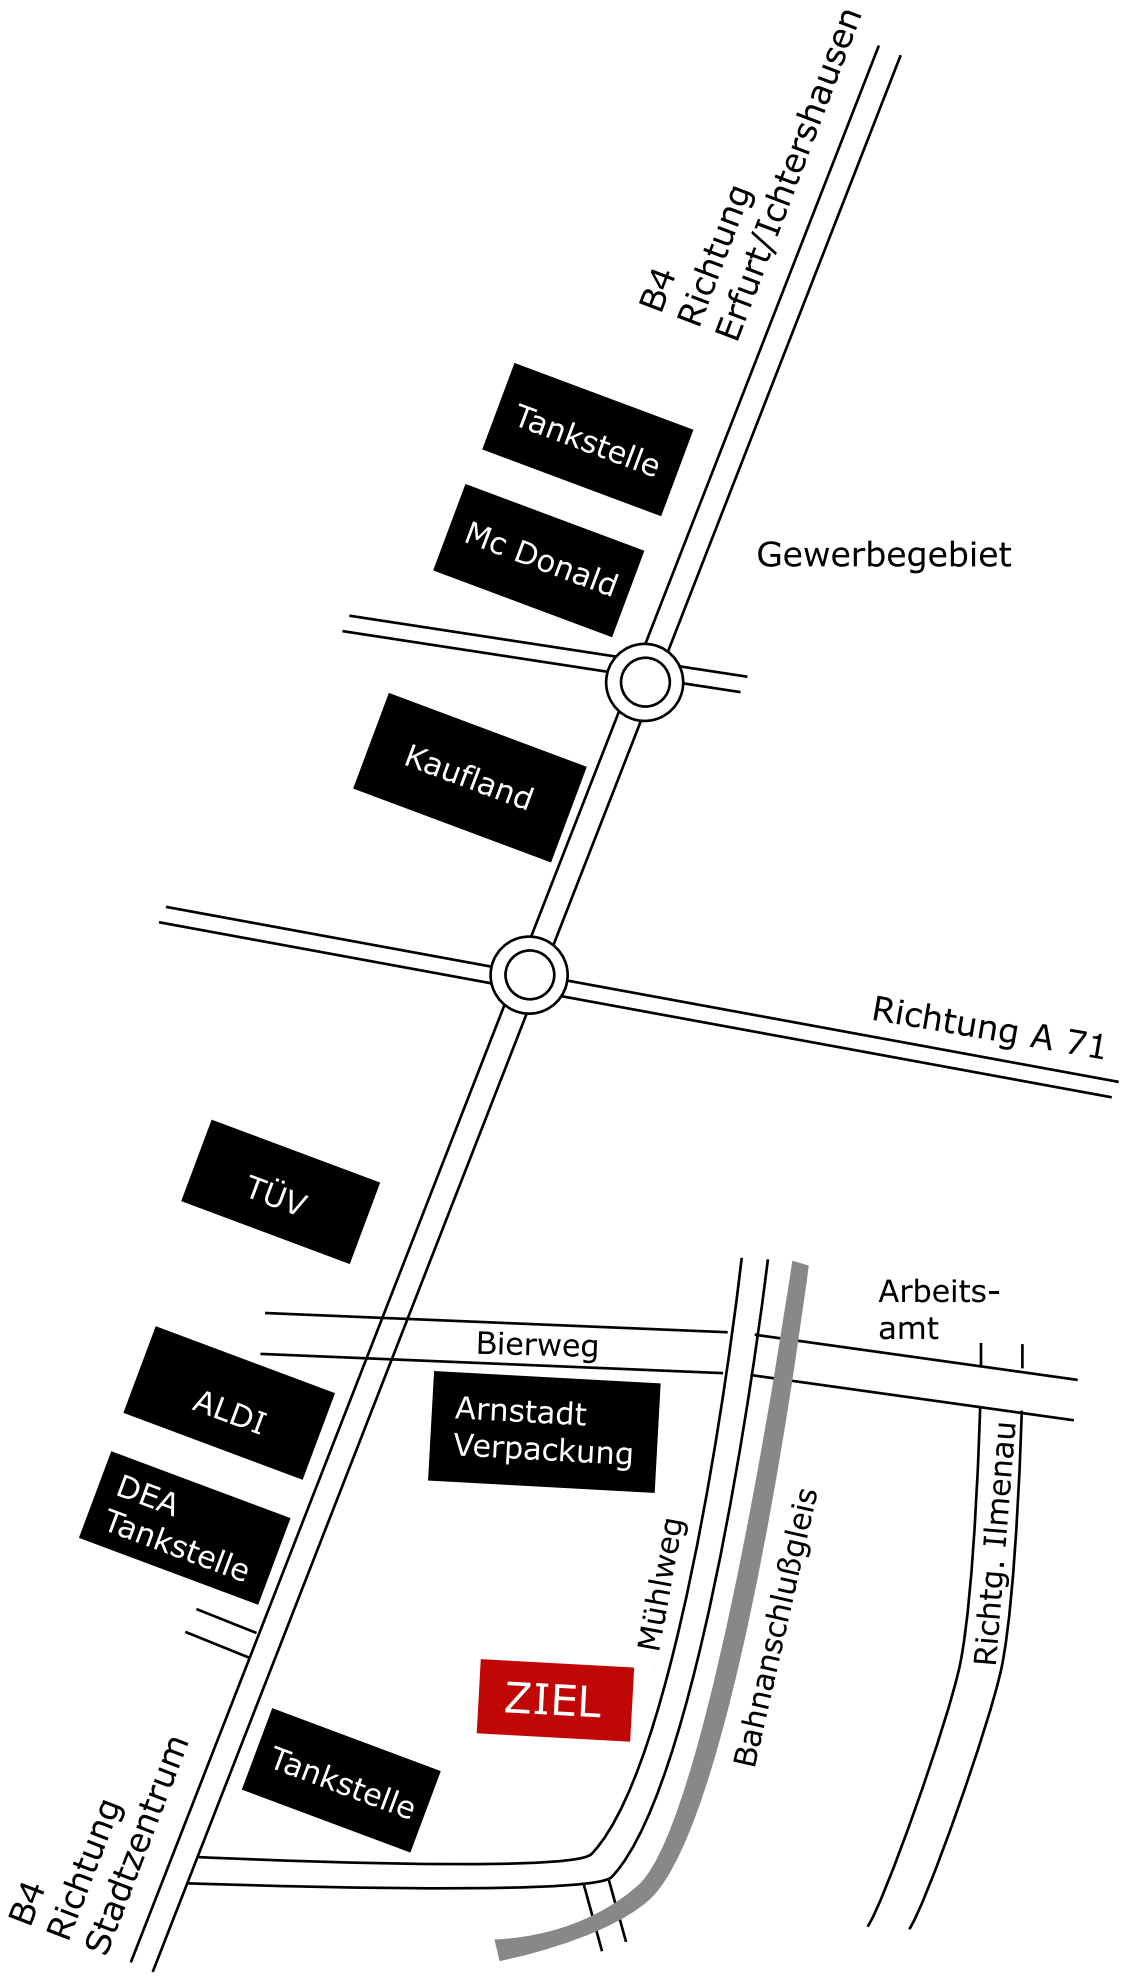 B4
Richtung
Erfurt/Ichtershausen
Tankstelle
Mc Donald
Gewerbegebiet
Kaufland
Richtung A 71
TÜV
Arbeits-
amt
Bierweg
ALDI
Arnstadt
Verpackung
DEA
Tankstelle
Mühlweg
Bahnanschlußgleis
Richtg. Ilmenau
ZIEL
Tankstelle
B4
Richtung
Stadtzentrum